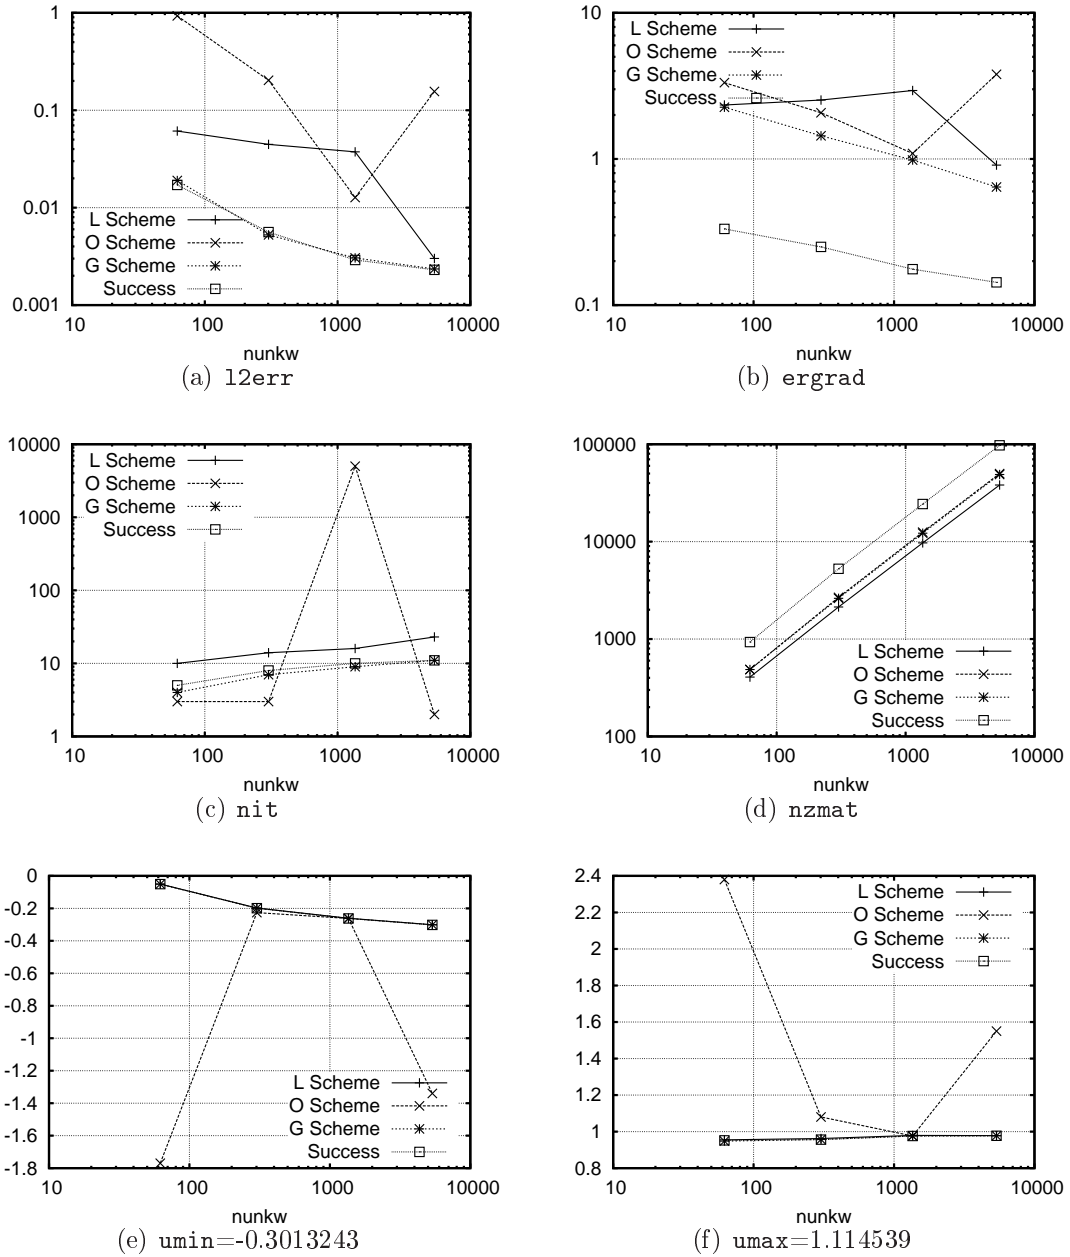 1
0.1
0.01
0.001
L Scheme
O Scheme
G Scheme
Success
10 100 1000 10000
nunkw
(a) l2err
10
1
0.1
L Scheme
O Scheme
G Scheme
Success
10 100 1000 10000
nunkw
(b) ergrad
10000
1000
100
10
1
L Scheme
O Scheme
G Scheme
Success
10 100 1000 10000
nunkw
(c) nit
100000
10000
1000
100
L Scheme
O Scheme
G Scheme
Success
10 100 1000 10000
nunkw
(d) nzmat
0
-0.2
-0.4
-0.6
-0.8
-1
-1.2
-1.4
-1.6
-1.8
L Scheme
O Scheme
G Scheme
Success
10 100 1000 10000
nunkw
(e) umin=-0.3013243
2.4
2.2
2
1.8
1.6
1.4
1.2
1
0.8
L Scheme
O Scheme
G Scheme
Success
10 100 1000 10000
nunkw
(f) umax=1.114539